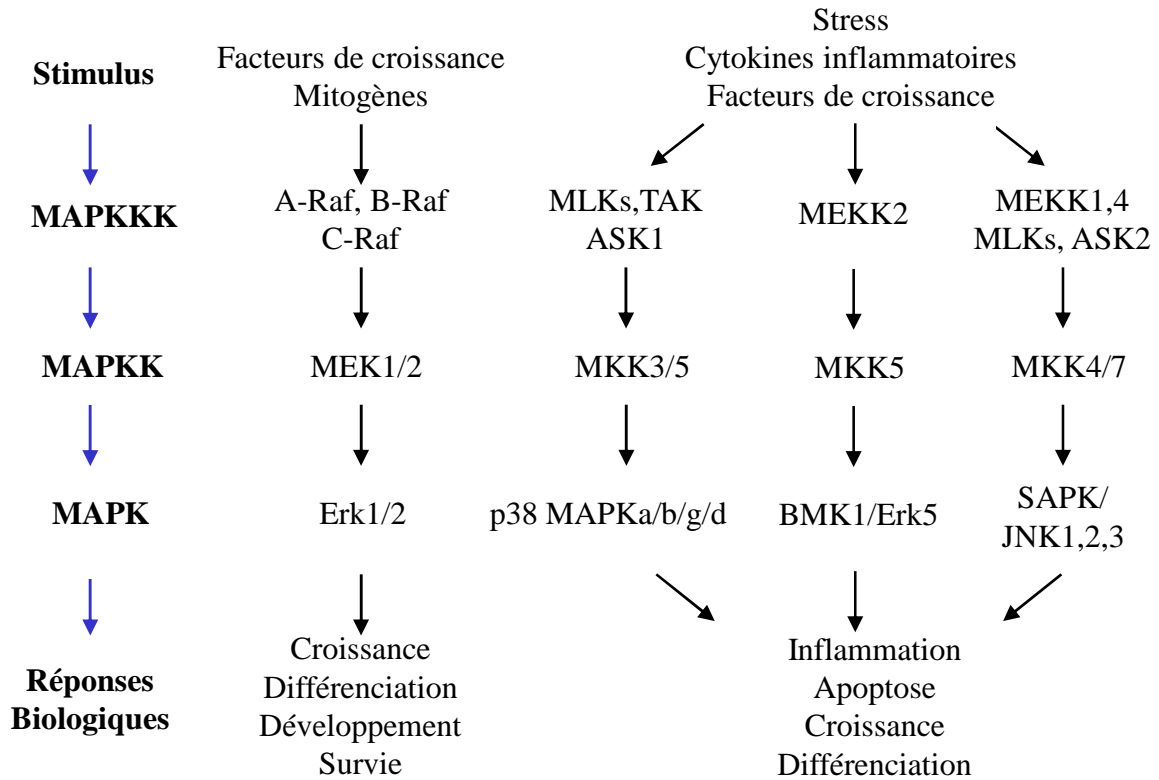 Stimulus
Facteurs de croissance
Mitogènes
Stress
Cytokines inflammatoires
Facteurs de croissance
MAPKKK
A-Raf, B-Raf
C-Raf
MLKs,TAK
ASK1
MEKK2
MEKK1,4
MLKs, ASK2
MAPKK
MEK1/2
MKK3/5
MKK5
MKK4/7
MAPK
Erk1/2
p38 MAPKa/b/g/d
BMK1/Erk5
SAPK/
JNK1,2,3
Réponses
Biologiques
Croissance
Différenciation
Développement
Survie
Inflammation
Apoptose
Croissance
Différenciation